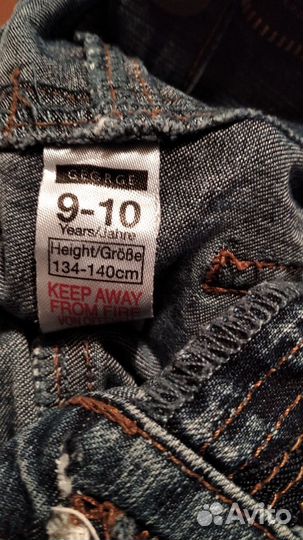 GEORGE
9-10
Years/Jahre
Height/Größe
134-140cm
KEEP AWAY
FROM FIRE
Avito